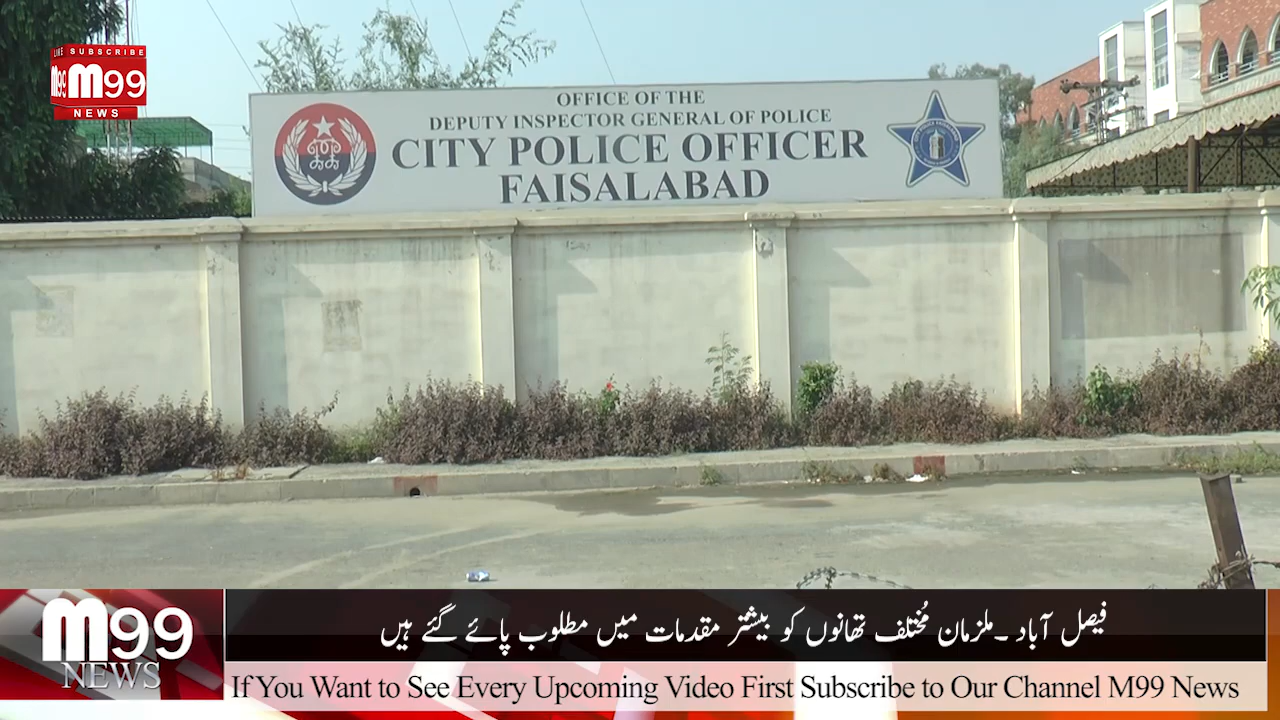 LIVE SUBSCRIBE
M99
NEWS
OFFICE OF THE
DEPUTY INSPECTOR GENERAL OF POLICE
CITY POLICE OFFICER
FAISALABAD
فیصل آباد ۔ملزمان مُختلف تھانوں کو بیشتر مقدمات میں مطلوب پائے گئے ہیں
M99
NEWS
If You Want to See Every Upcoming Video First Subscribe to Our Channel M99 News